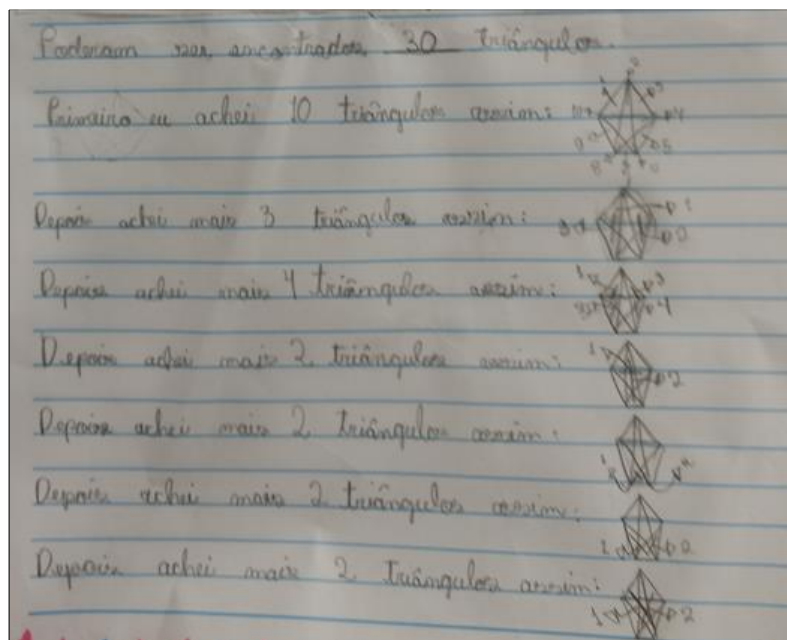 Poderam ser encontrados 30 triângulos.
Primeiro eu achei 10 triângulos assim:
Depois achei mais 3 triângulos assim:
Depois achei mais 4 triângulos assim:
Depois achei mais 2 triângulos assim:
Depois achei mais 2 triângulos assim:
Depois achei mais 2 triângulos assim:
Depois achei mais 2 triângulos assim: